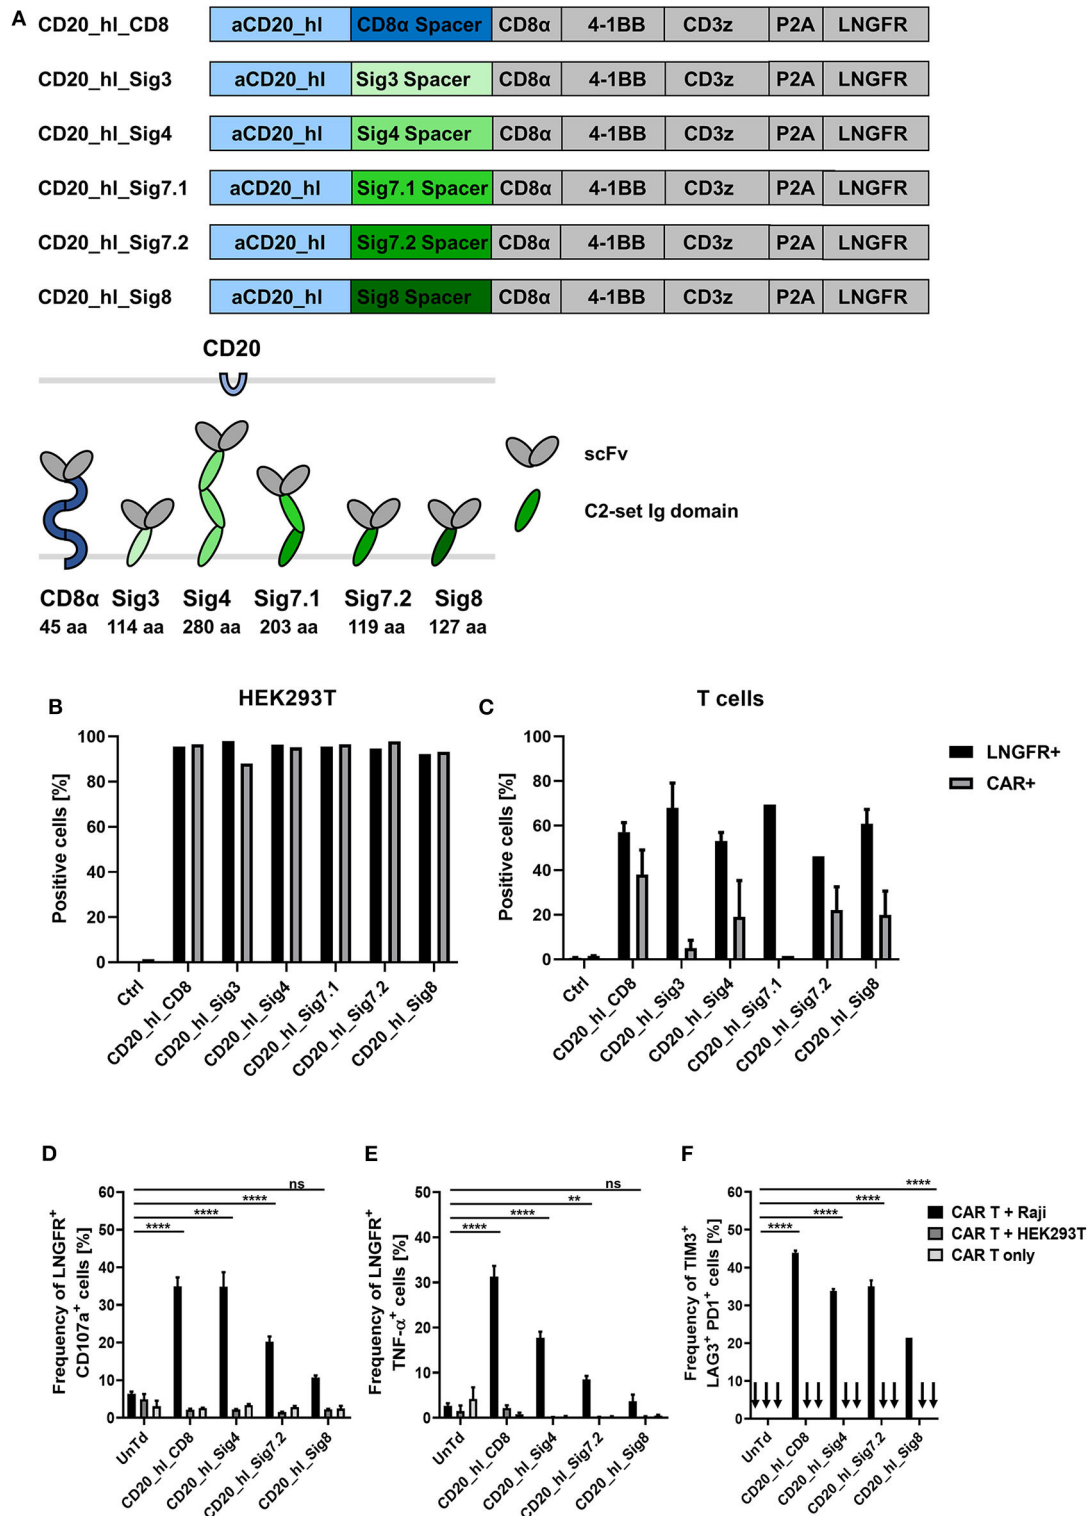 A
CD20_hl_CD8 aCD20_hl CD8α Spacer CD8α 4-1BB CD3z P2A LNGFR
CD20_hl_Sig3 aCD20_hl Sig3 Spacer CD8α 4-1BB CD3z P2A LNGFR
CD20_hl_Sig4 aCD20_hl Sig4 Spacer CD8α 4-1BB CD3z P2A LNGFR
CD20_hl_Sig7.1 aCD20_hl Sig7.1 Spacer CD8α 4-1BB CD3z P2A LNGFR
CD20_hl_Sig7.2 aCD20_hl Sig7.2 Spacer CD8α 4-1BB CD3z P2A LNGFR
CD20_hl_Sig8 aCD20_hl Sig8 Spacer CD8α 4-1BB CD3z P2A LNGFR
CD20
scFv
C2-set Ig domain
CD8α Sig3 Sig4 Sig7.1 Sig7.2 Sig8
45 aa 114 aa 280 aa 203 aa 119 aa 127 aa
B
HEK293T
Positive cells [%]
100
80
60
40
20
0
Ctrl
CD20_hl_CD8
CD20_hl_Sig3
CD20_hl_Sig4
CD20_hl_Sig7.1
CD20_hl_Sig7.2
CD20_hl_Sig8
C
T cells
Positive cells [%]
100
80
60
40
20
0
Ctrl
CD20_hl_CD8
CD20_hl_Sig3
CD20_hl_Sig4
CD20_hl_Sig7.1
CD20_hl_Sig7.2
CD20_hl_Sig8
LNGFR+
CAR+
D
Frequency of LNGFR+
CD107a+ cells [%]
60
50
40
30
20
10
0
ns
****
****
****
UnTd
CD20_hl_CD8
CD20_hl_Sig4
CD20_hl_Sig7.2
CD20_hl_Sig8
E
Frequency of LNGFR+
TNF-α+ cells [%]
50
40
30
20
10
0
ns
**
****
****
UnTd
CD20_hl_CD8
CD20_hl_Sig4
CD20_hl_Sig7.2
CD20_hl_Sig8
F
Frequency of TIM3+
LAG3+ PD1+ cells [%]
60
50
40
30
20
10
0
****
****
****
****
UnTd
CD20_hl_CD8
CD20_hl_Sig4
CD20_hl_Sig7.2
CD20_hl_Sig8
CAR T + Raji
CAR T + HEK293T
CAR T only